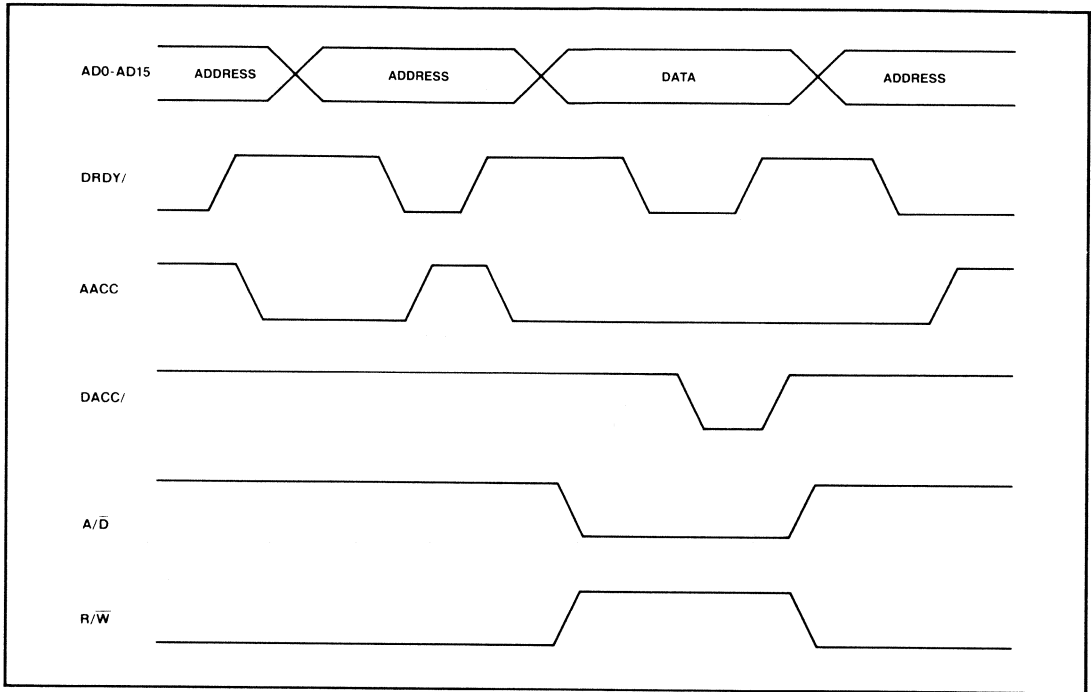 AD0-AD15 ADDRESS ADDRESS DATA ADDRESS
DRDY/
AACC
DACC/
A/D̅
R/W̅